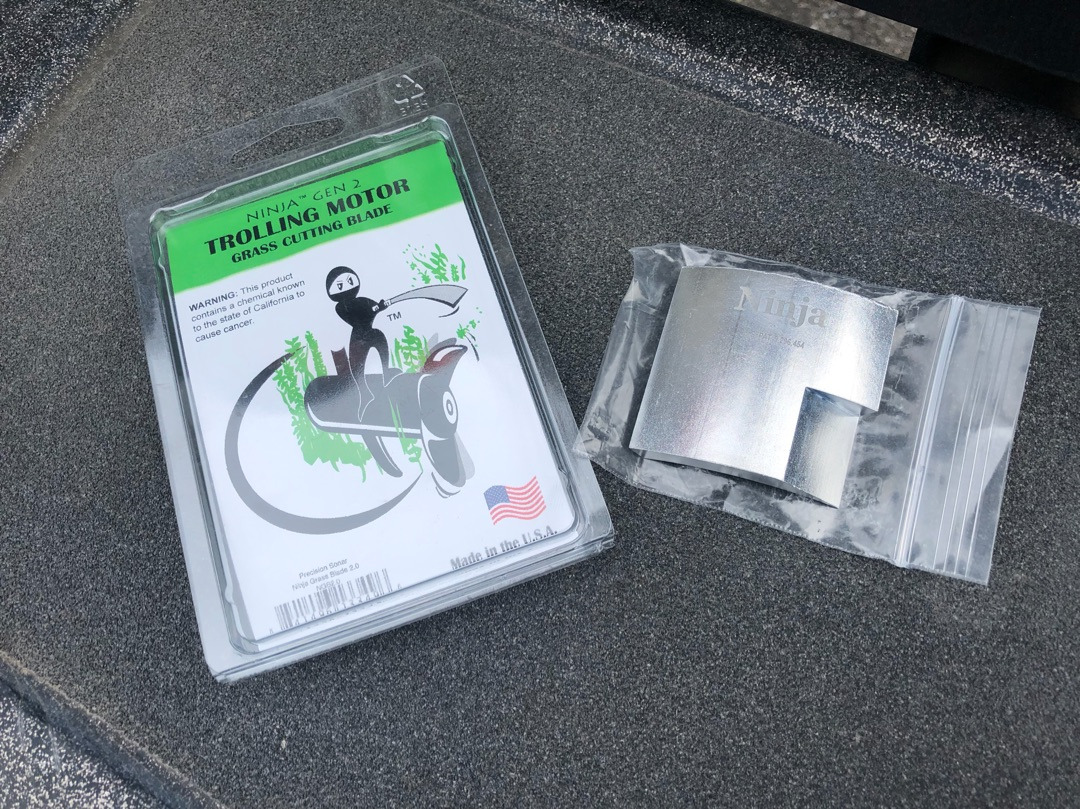 NINJA™ GEN 2
TROLLING MOTOR
GRASS CUTTING BLADE
WARNING: This product
contains a chemical known
to the state of California to
cause cancer.
TM
Made in the U.S.A.
Precision Sonar
Ninja Grass Blade 2.0
Ninja